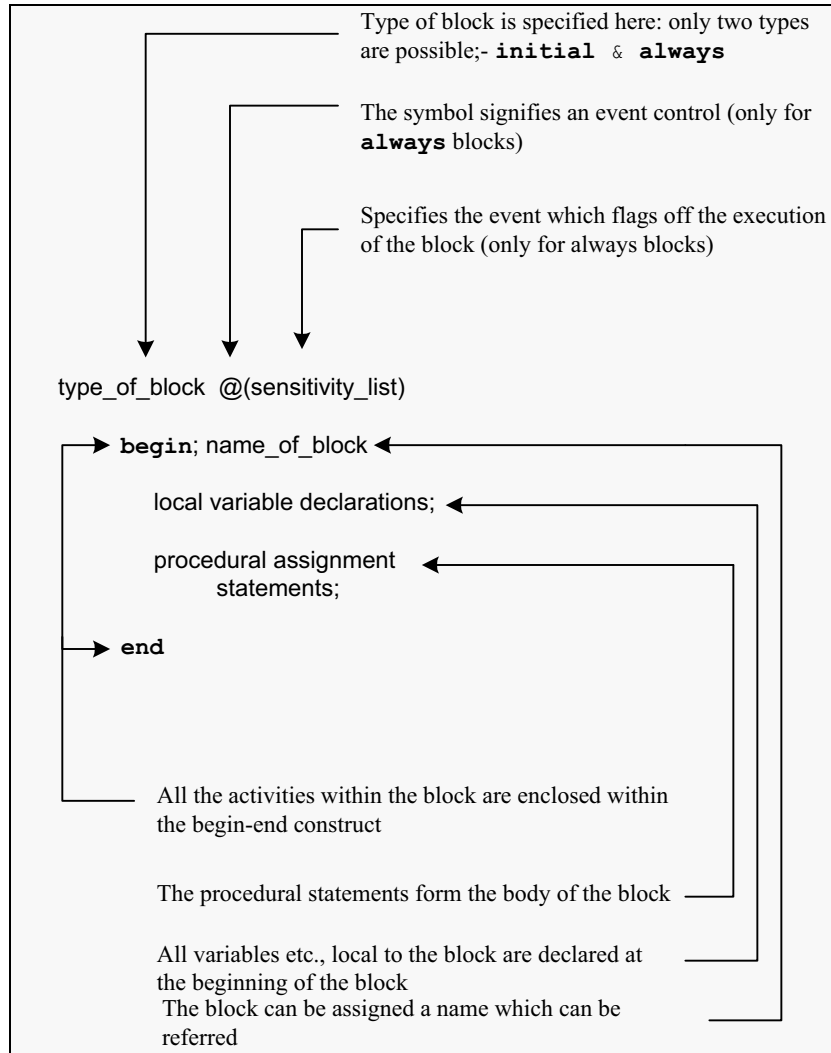 Type of block is specified here: only two types
are possible;- initial & always
The symbol signifies an event control (only for
always blocks)
Specifies the event which flags off the execution
of the block (only for always blocks)
type_of_block @(sensitivity_list)
begin; name_of_block
local variable declarations;
procedural assignment
statements;
end
All the activities within the block are enclosed within
the begin-end construct
The procedural statements form the body of the block
All variables etc., local to the block are declared at
the beginning of the block
The block can be assigned a name which can be
referred